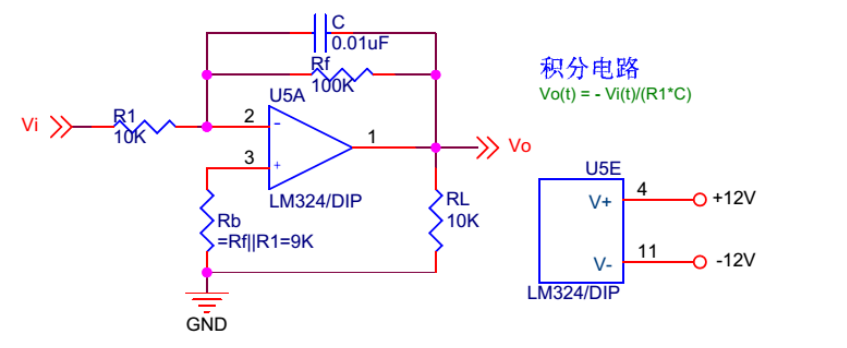 C
0.01uF
Rf
100K
积分电路
Vo(t) = - Vi(t)/(R1*C)
U5A
Vi
R1
10K
2
-
1
Vo
3
+
LM324/DIP
Rb
=Rf||R1=9K
RL
10K
U5E
V+
4
+12V
V-
11
-12V
LM324/DIP
GND